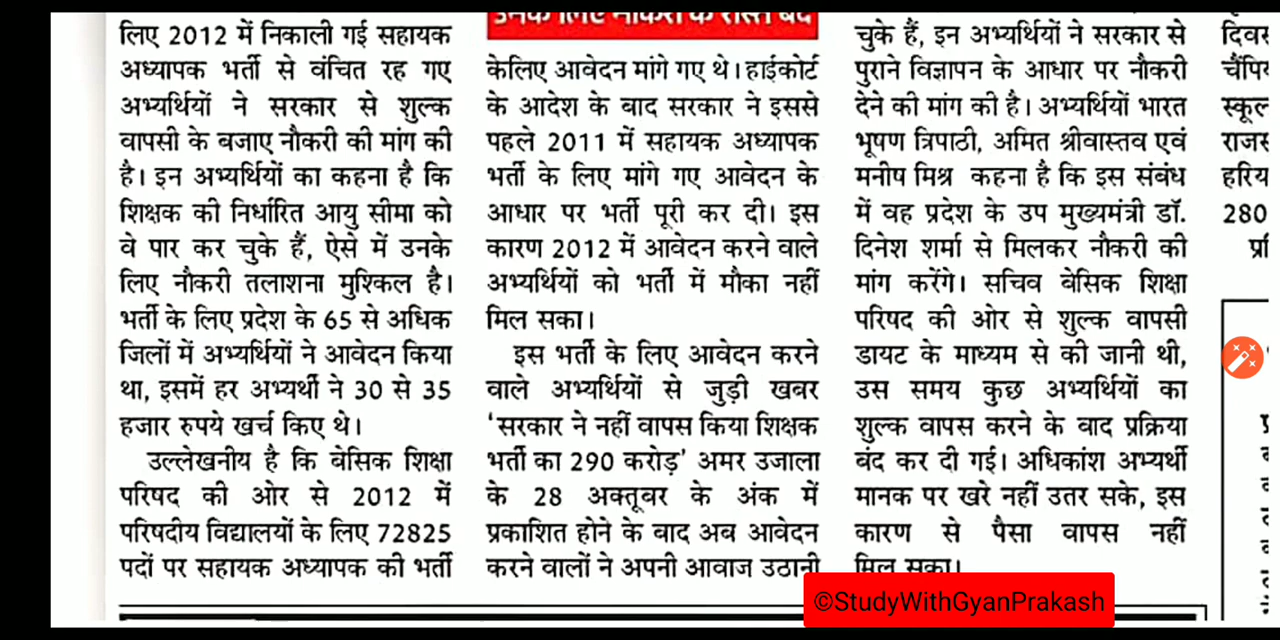 लिए 2012 में निकाली गई सहायक
अध्यापक भर्ती से वंचित रह गए
अभ्यर्थियों ने सरकार से शुल्क
वापसी के बजाए नौकरी की मांग की
है। इन अभ्यर्थियों का कहना है कि
शिक्षक की निर्धारित आयु सीमा को
वे पार कर चुके हैं, ऐसे में उनके
लिए नौकरी तलाशना मुश्किल है।
भर्ती के लिए प्रदेश के 65 से अधिक
जिलों में अभ्यर्थियों ने आवेदन किया
था, इसमें हर अभ्यर्थी ने 30 से 35
हजार रुपये खर्च किए थे।
उल्लेखनीय है कि बेसिक शिक्षा
परिषद की ओर से 2012 में
परिषदीय विद्यालयों के लिए 72825
पदों पर सहायक अध्यापक की भर्ती
उनके लिए नौकरी के रास्ते बंद
केलिए आवेदन मांगे गए थे। हाईकोर्ट
के आदेश के बाद सरकार ने इससे
पहले 2011 में सहायक अध्यापक
भर्ती के लिए मांगे गए आवेदन के
आधार पर भर्ती पूरी कर दी। इस
कारण 2012 में आवेदन करने वाले
अभ्यर्थियों को भर्ती में मौका नहीं
मिल सका।
इस भर्ती के लिए आवेदन करने
वाले अभ्यर्थियों से जुड़ी खबर
‘सरकार ने नहीं वापस किया शिक्षक
भर्ती का 290 करोड़’ अमर उजाला
के 28 अक्तूबर के अंक में
प्रकाशित होने के बाद अब आवेदन
करने वालों ने अपनी आवाज उठानी
चुके हैं, इन अभ्यर्थियों ने सरकार से
पुराने विज्ञापन के आधार पर नौकरी
देने की मांग की है। अभ्यर्थियों भारत
भूषण त्रिपाठी, अमित श्रीवास्तव एवं
मनीष मिश्र कहना है कि इस संबंध
में वह प्रदेश के उप मुख्यमंत्री डॉ.
दिनेश शर्मा से मिलकर नौकरी की
मांग करेंगे। सचिव बेसिक शिक्षा
परिषद की ओर से शुल्क वापसी
डायट के माध्यम से की जानी थी,
उस समय कुछ अभ्यर्थियों का
शुल्क वापस करने के बाद प्रक्रिया
बंद कर दी गई। अधिकांश अभ्यर्थी
मानक पर खरे नहीं उतर सके, इस
कारण से पैसा वापस नहीं
मिल सका।
280
©StudyWithGyanPrakash